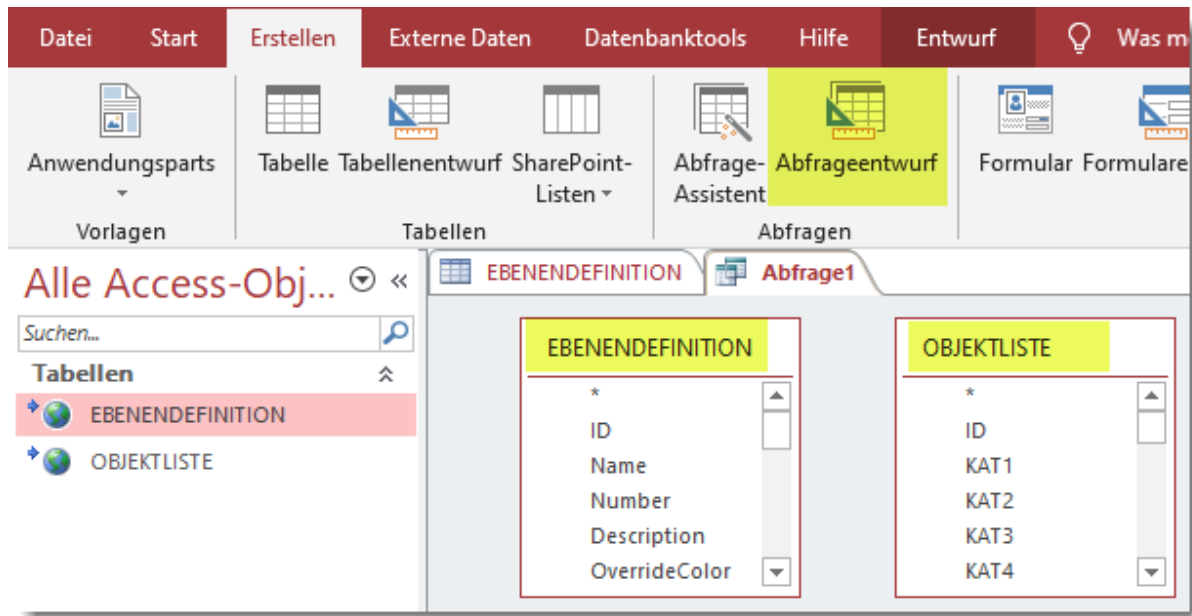 Datei Start Erstellen Externe Daten Datenbanktools Hilfe Entwurf Was
Anwendungsparts Tabelle Tabellenentwurf SharePoint- Abfrage- Abfrageentwurf Formular Formulare
Listen Assistent
Vorlagen Tabellen Abfragen
Alle Access-Obj... «
EBENENDEFINITION Abfrage1
Suchen...
Tabellen
EBENENDEFINITION
OBJEKTLISTE
EBENENDEFINITION
*
ID
Name
Number
Description
OverrideColor
OBJEKTLISTE
*
ID
KAT1
KAT2
KAT3
KAT4